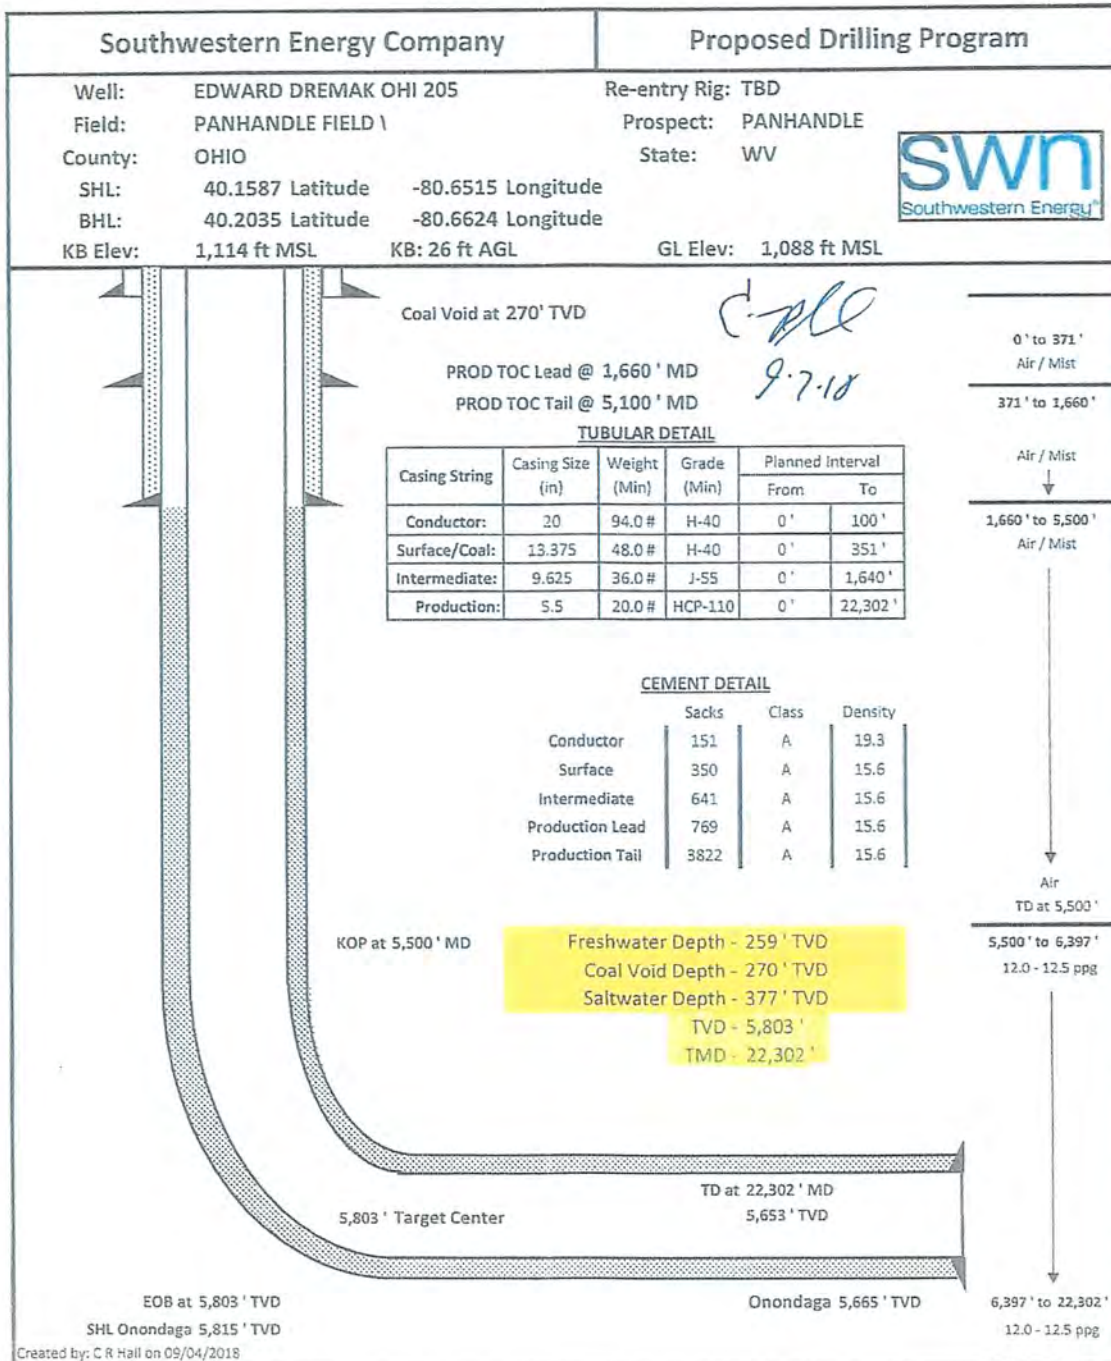 Southwestern Energy Company
Proposed Drilling Program
Well: EDWARD DREMAK OHI 205 Re-entry Rig: TBD
Field: PANHANDLE FIELD \ Prospect: PANHANDLE
County: OHIO State: WV
SHL: 40.1587 Latitude -80.6515 Longitude
BHL: 40.2035 Latitude -80.6624 Longitude
KB Elev: 1,114 ft MSL KB: 26 ft AGL GL Elev: 1,088 ft MSL
SWN
Southwestern Energy
Coal Void at 270' TVD
9-7-18
PROD TOC Lead @ 1,660 ' MD
PROD TOC Tail @ 5,100 ' MD
0 ' to 371 '
Air / Mist
371 ' to 1,660 '
Air / Mist
1,660 ' to 5,500 '
Air / Mist
TUBULAR DETAIL
Casing String Casing Size (in) Weight (Min) Grade (Min) Planned Interval
From To
Conductor: 20 94.0 # H-40 0 ' 100 '
Surface/Coal: 13.375 48.0 # H-40 0 ' 351 '
Intermediate: 9.625 36.0 # J-55 0 ' 1,640 '
Production: 5.5 20.0 # HCP-110 0 ' 22,302 '
CEMENT DETAIL
Sacks Class Density
Conductor 151 A 19.3
Surface 350 A 15.6
Intermediate 641 A 15.6
Production Lead 769 A 15.6
Production Tail 3822 A 15.6
Air
TD at 5,500 '
KOP at 5,500 ' MD
Freshwater Depth - 259 ' TVD
Coal Void Depth - 270 ' TVD
Saltwater Depth - 377 ' TVD
TVD - 5,803 '
TMD - 22,302 '
5,500 ' to 6,397 '
12.0 - 12.5 ppg
TD at 22,302 ' MD
5,653 ' TVD
5,803 ' Target Center
EOB at 5,803 ' TVD
SHL Onondaga 5,815 ' TVD
Onondaga 5,665 ' TVD
6,397 ' to 22,302 '
12.0 - 12.5 ppg
Created by: C R Hall on 09/04/2018